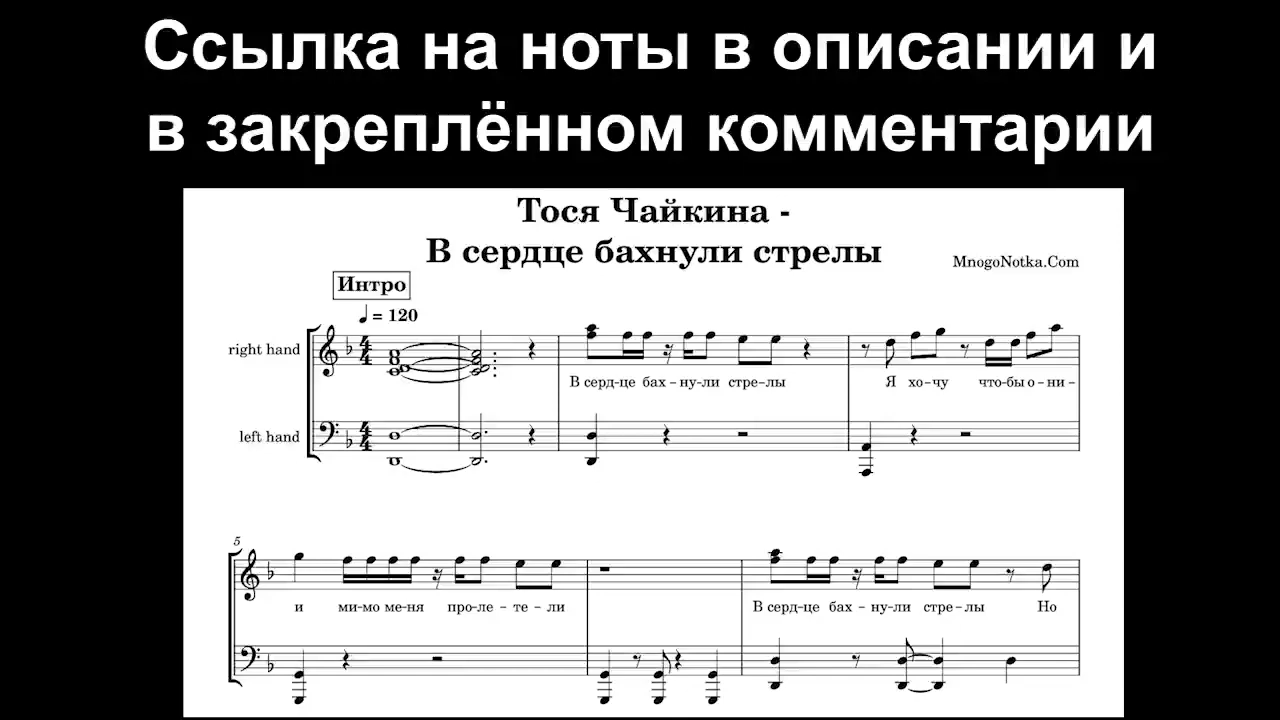 Ссылка на ноты в описании и
в закреплённом комментарии
Тося Чайкина -
В сердце бахнули стрелы
MnogoNotka.Com
Интро
= 120
right hand
В серд-це бах-ну-ли стре-лы Я хо-чу что-бы о-ни-
left hand
5
и ми-мо ме-ня про-ле-те-ли В серд-це бах-ну-ли стре-лы Но